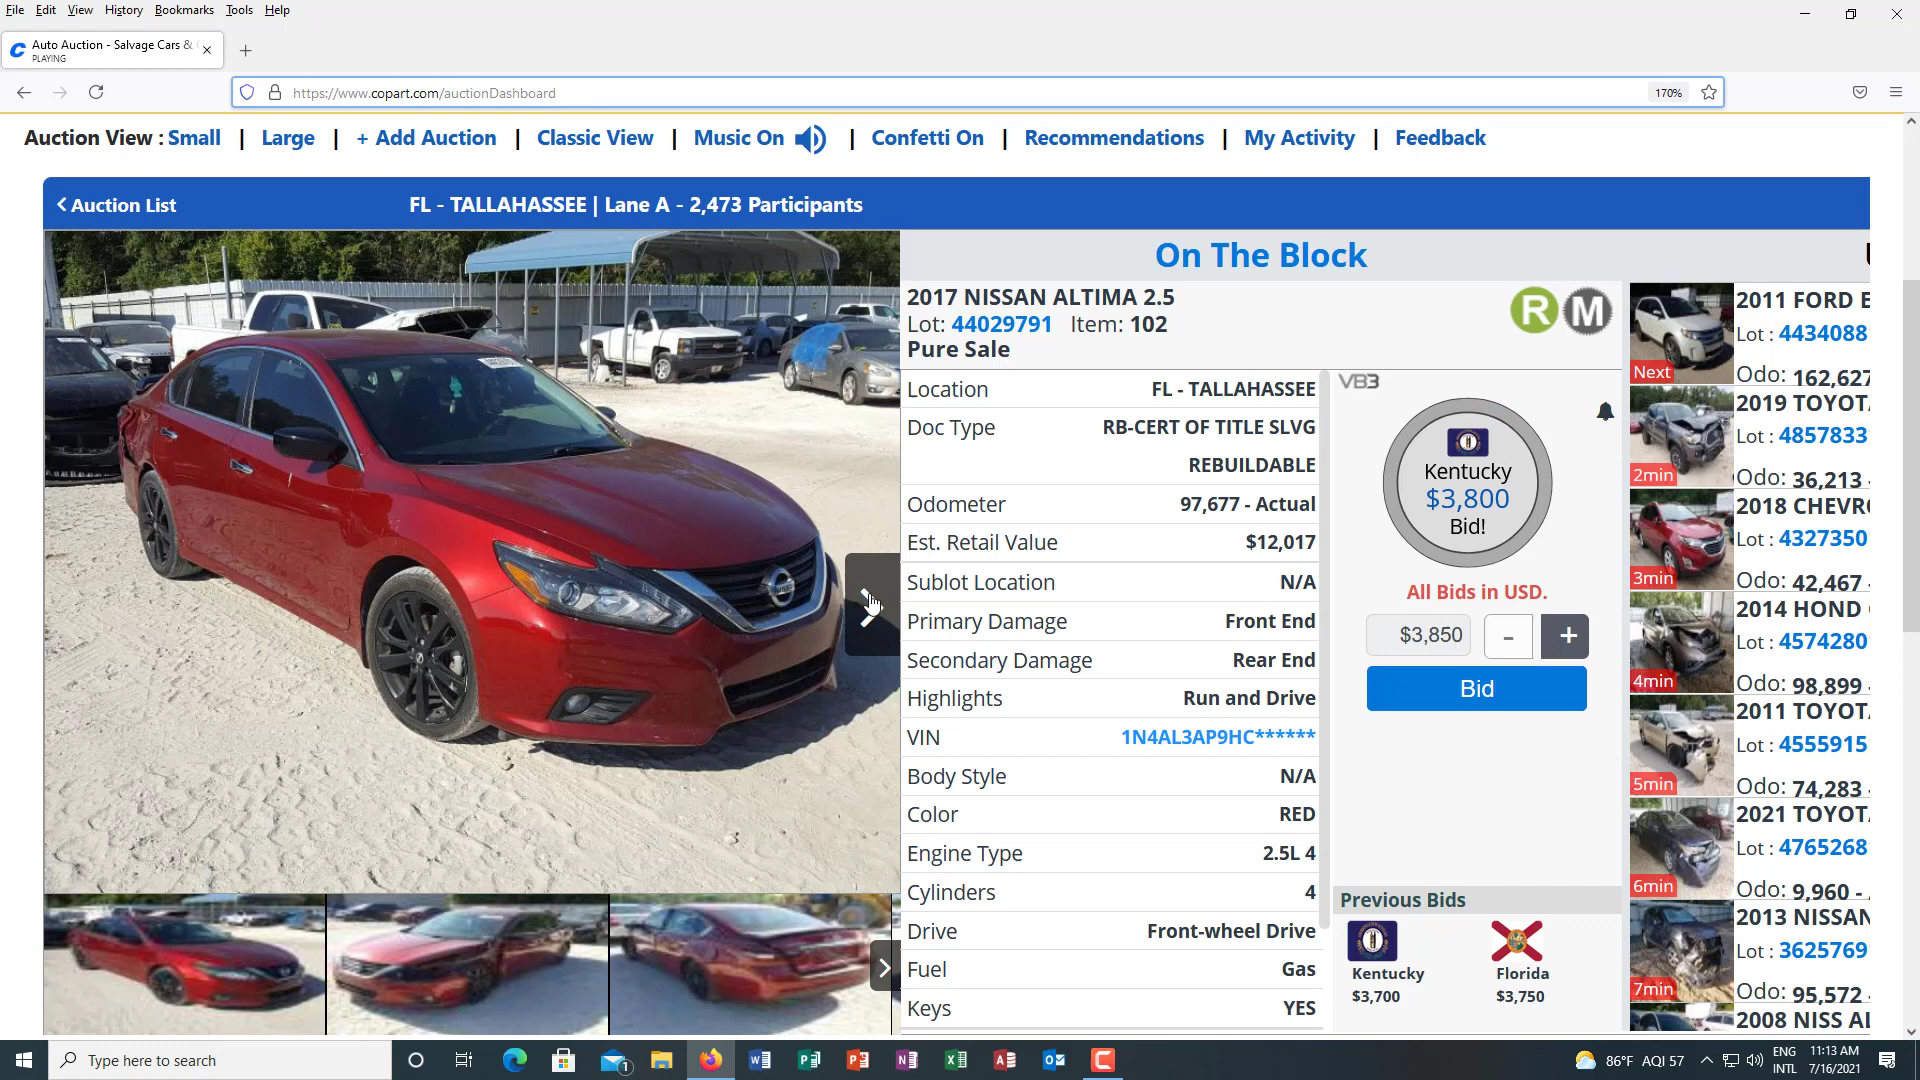 File Edit View History Bookmarks Tools Help
Auto Auction - Salvage Cars &
PLAYING
https://www.copart.com/auctionDashboard
170%
Auction View : Small | Large | + Add Auction | Classic View | Music On | Confetti On | Recommendations | My Activity | Feedback
Auction List
FL - TALLAHASSEE | Lane A - 2,473 Participants
On The Block
2017 NISSAN ALTIMA 2.5
Lot: 44029791 Item: 102
Pure Sale
R M
Location FL - TALLAHASSEE
Doc Type RB-CERT OF TITLE SLVG
REBUILDABLE
Odometer 97,677 - Actual
Est. Retail Value $12,017
Sublot Location N/A
Primary Damage Front End
Secondary Damage Rear End
Highlights Run and Drive
VIN 1N4AL3AP9HC******
Body Style N/A
Color RED
Engine Type 2.5L 4
Cylinders 4
Drive Front-wheel Drive
Fuel Gas
Keys YES
VB3
Kentucky
$3,800
Bid!
All Bids in USD.
$3,850 - +
Bid
Previous Bids
Kentucky
$3,700
Florida
$3,750
2011 FORD E
Lot : 4434088
Next
Odo: 162,627
2019 TOYOT
Lot : 4857833
2min
Odo: 36,213 -
2018 CHEVR
Lot : 4327350
3min
Odo: 42,467 -
2014 HOND
Lot : 4574280
4min
Odo: 98,899 -
2011 TOYOT
Lot : 4555915
5min
Odo: 74,283 -
2021 TOYOT
Lot : 4765268
6min
Odo: 9,960 -
2013 NISSAN
Lot : 3625769
7min
Odo: 95,572 -
2008 NISS AL
Type here to search
1
86°F AQI 57
ENG
INTL
11:13 AM
7/16/2021